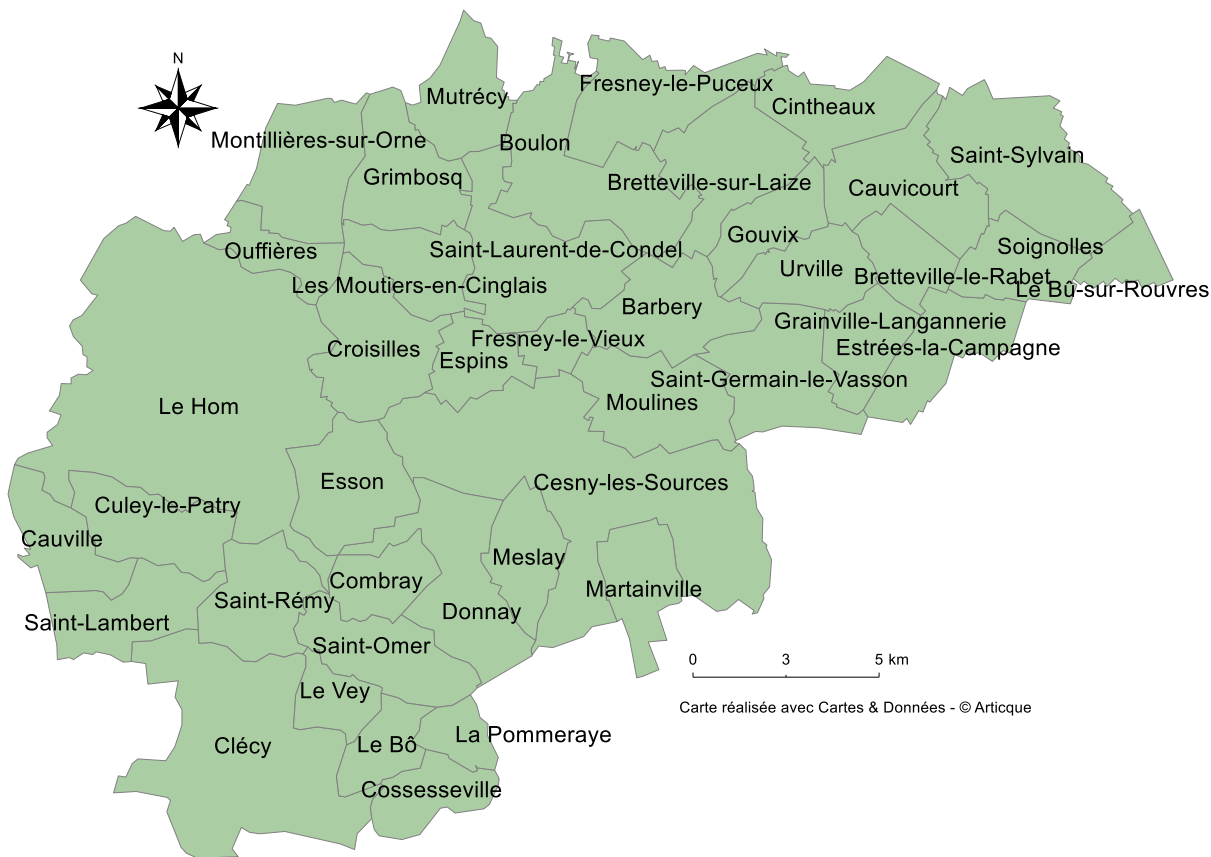 N
Mutrécy
Fresney-le-Puceux
Cintheaux
Montillières-sur-Orne
Boulon
Saint-Sylvain
Grimbosq
Bretteville-sur-Laize
Cauvicourt
Gouvix
Ouffières
Saint-Laurent-de-Condel
Soignolles
Urville
Bretteville-le-Rabet
Les Moutiers-en-Cinglais
Le Bû-sur-Rouvres
Barbery
Grainville-Langannerie
Croisilles
Fresney-le-Vieux
Estrées-la-Campagne
Espins
Saint-Germain-le-Vasson
Le Hom
Moulines
Esson
Cesny-les-Sources
Culey-le-Patry
Cauville
Meslay
Combray
Martainville
Saint-Rémy
Donnay
Saint-Lambert
Saint-Omer
0 3 5 km
Le Vey
Carte réalisée avec Cartes & Données - © Articque
La Pommeraye
Clécy
Le Bô
Cossesseville